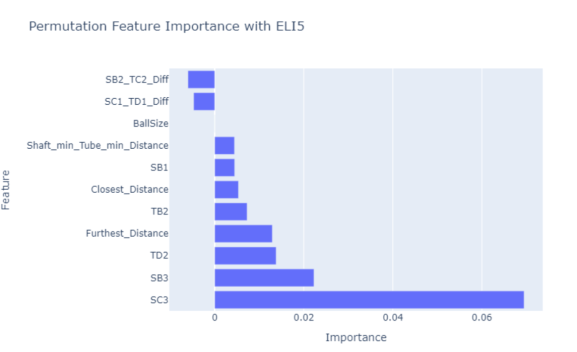 Permutation Feature Importance with ELI5
SB2_TC2_Diff
SC1_TD1_Diff
BallSize
Shaft_min_Tube_min_Distance
SB1
Closest_Distance
TB2
Furthest_Distance
TD2
SB3
SC3
Feature
0 0.02 0.04 0.06
Importance